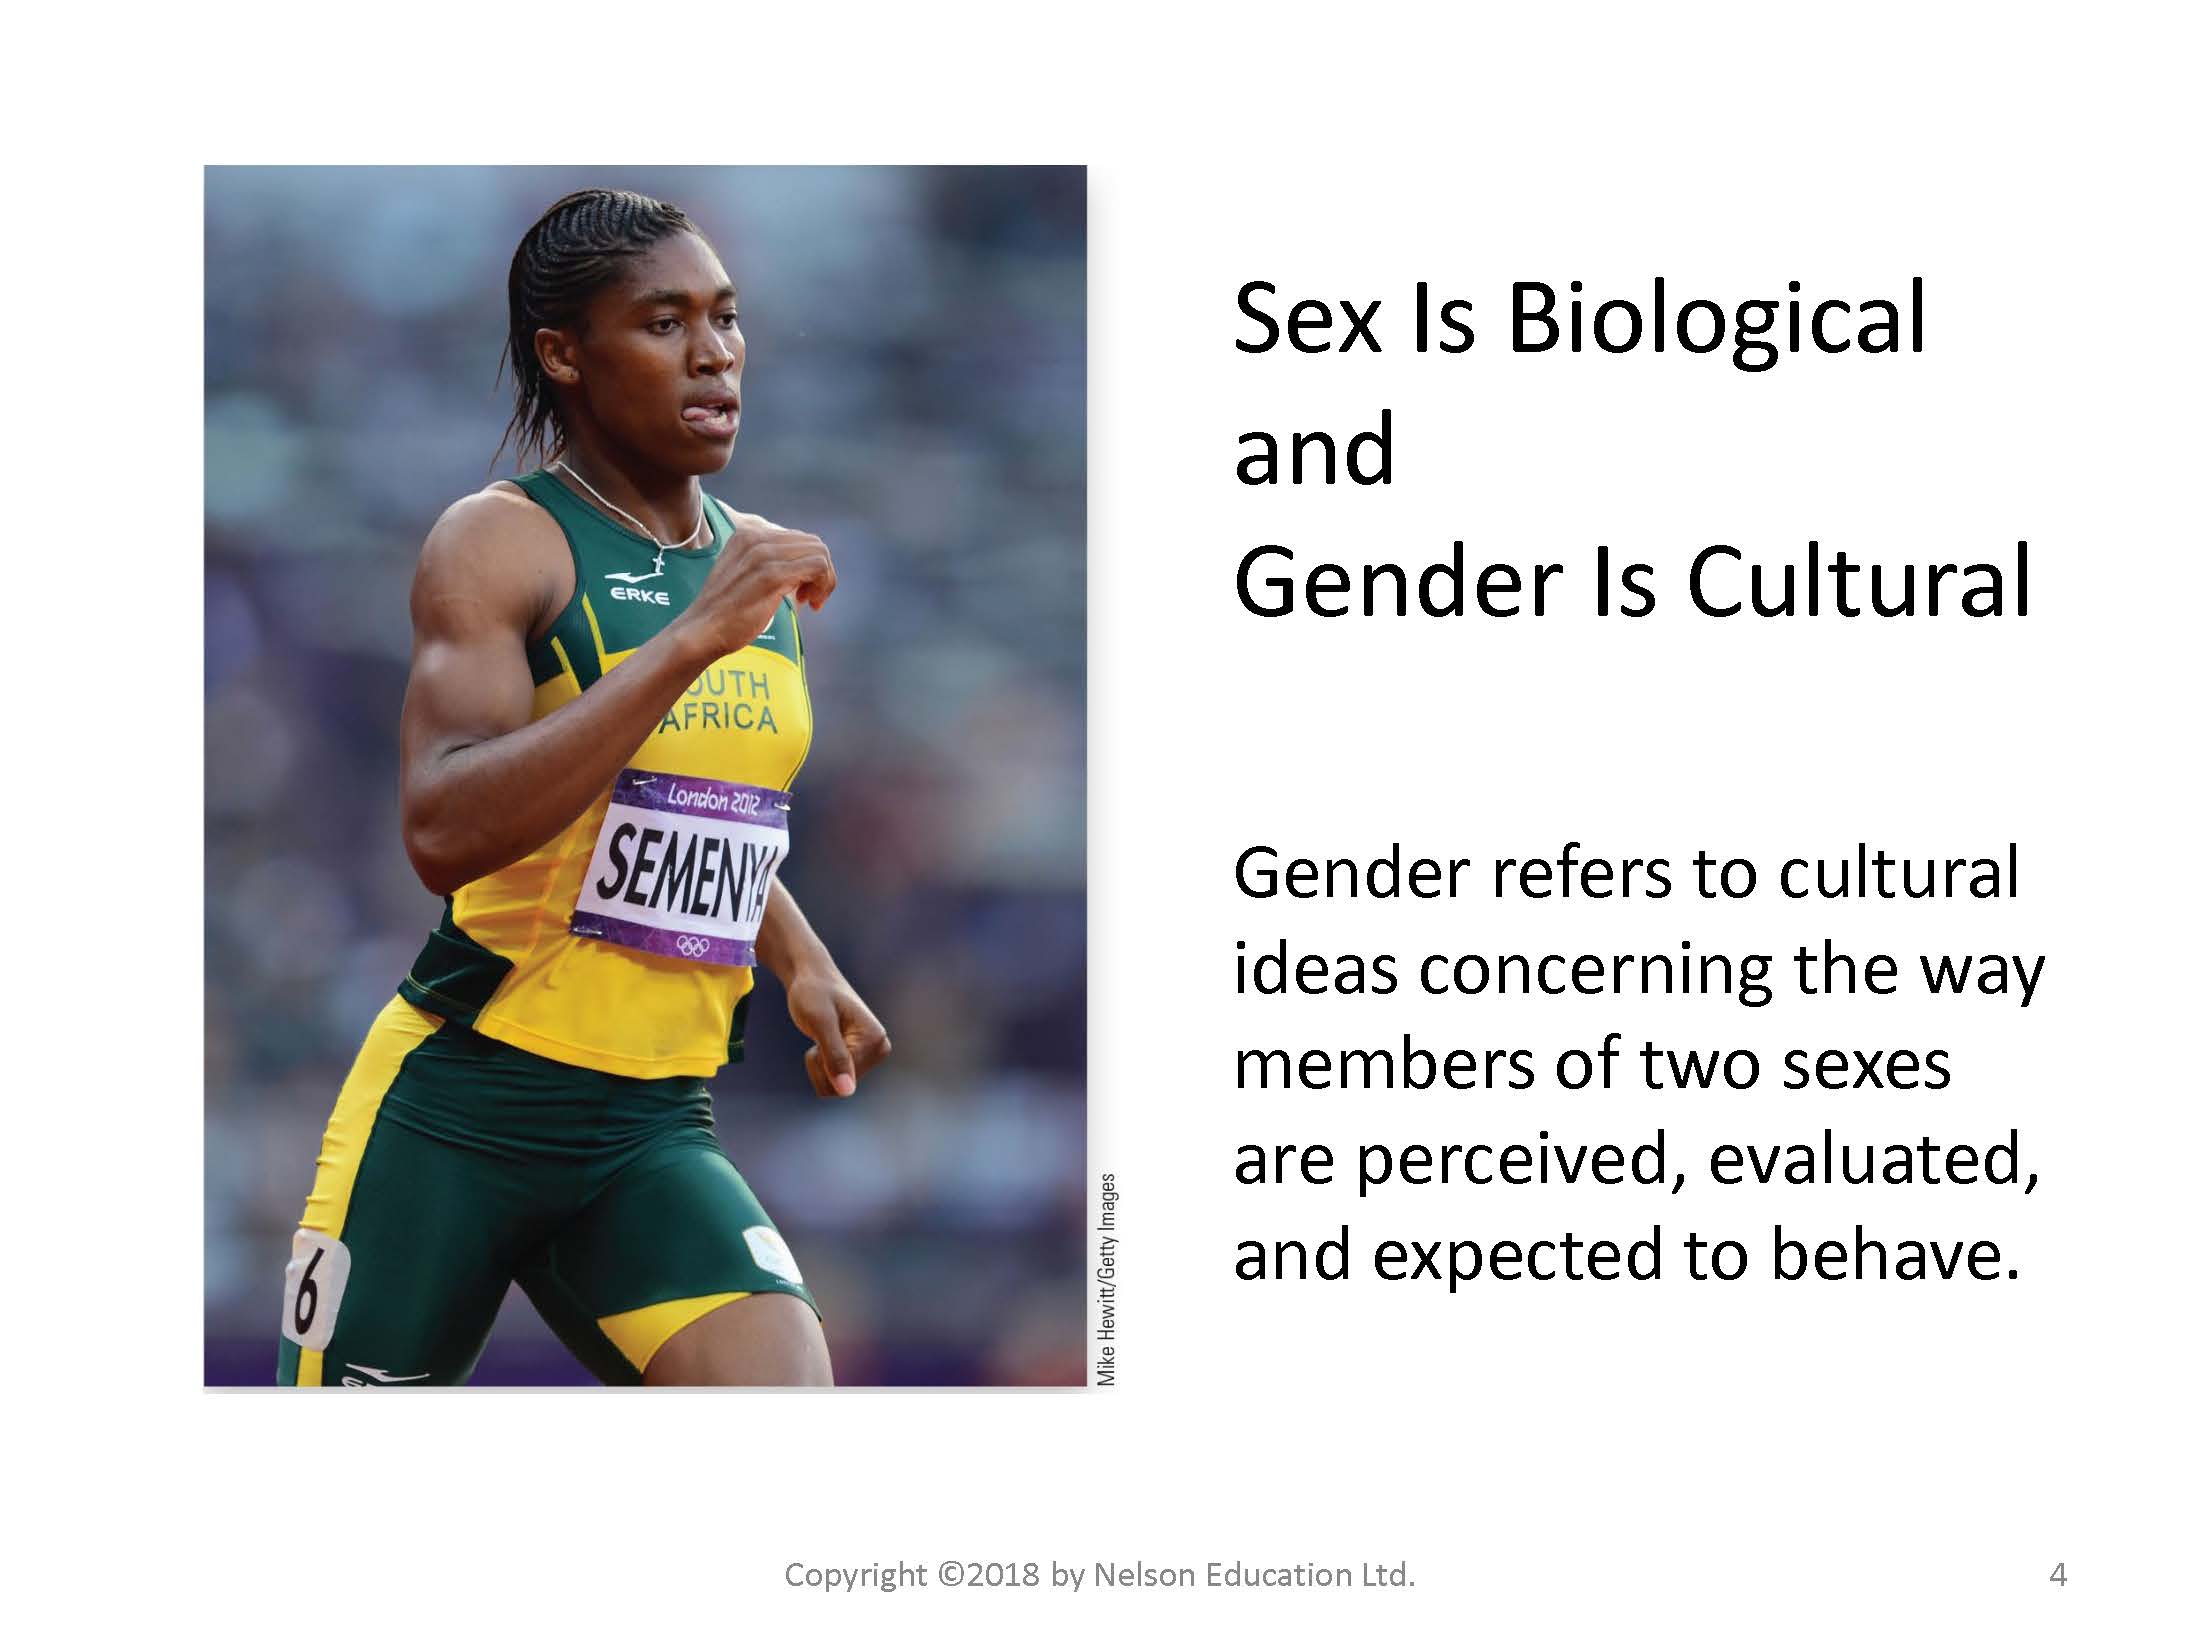 Sex Is Biological
and
Gender Is Cultural
Gender refers to cultural
ideas concerning the way
members of two sexes
are perceived, evaluated,
and expected to behave.
ERKE
OUTH
AFRICA
London 2012
SEMENYA
6
Mike Hewitt/Getty Images
Copyright ©2018 by Nelson Education Ltd.
4